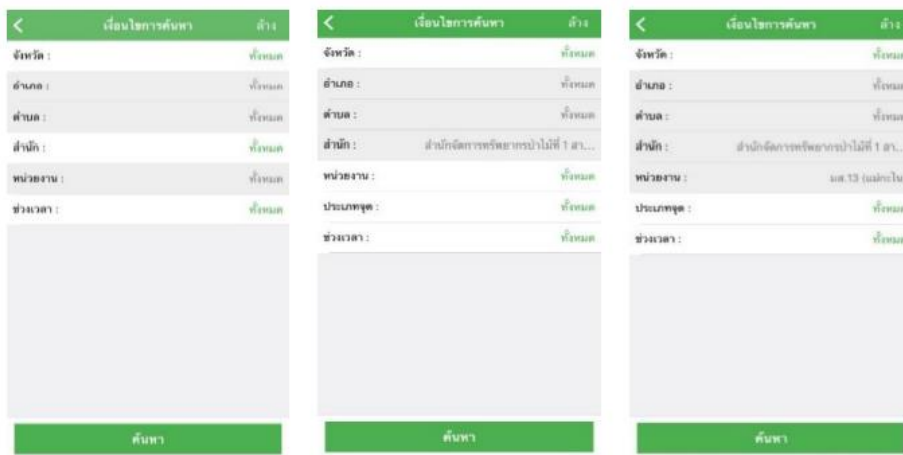 เงื่อนไขการค้นหา ล้าง
จังหวัด : ทั้งหมด
อำเภอ : ทั้งหมด
ตำบล : ทั้งหมด
สำนัก : ทั้งหมด
หน่วยงาน : ทั้งหมด
ช่วงเวลา : ทั้งหมด
ค้นหา
เงื่อนไขการค้นหา ล้าง
จังหวัด : ทั้งหมด
อำเภอ : ทั้งหมด
ตำบล : ทั้งหมด
สำนัก : สำนักจัดการทรัพยากรป่าไม้ที่ 1 สา...
หน่วยงาน : ทั้งหมด
ประเภทจุด : ทั้งหมด
ช่วงเวลา : ทั้งหมด
ค้นหา
เงื่อนไขการค้นหา ล้าง
จังหวัด : ทั้งหมด
อำเภอ : ทั้งหมด
ตำบล : ทั้งหมด
สำนัก : สำนักจัดการทรัพยากรป่าไม้ที่ 1 สา...
หน่วยงาน : มส.13 (แม่กะไน
ประเภทจุด : ทั้งหมด
ช่วงเวลา : ทั้งหมด
ค้นหา